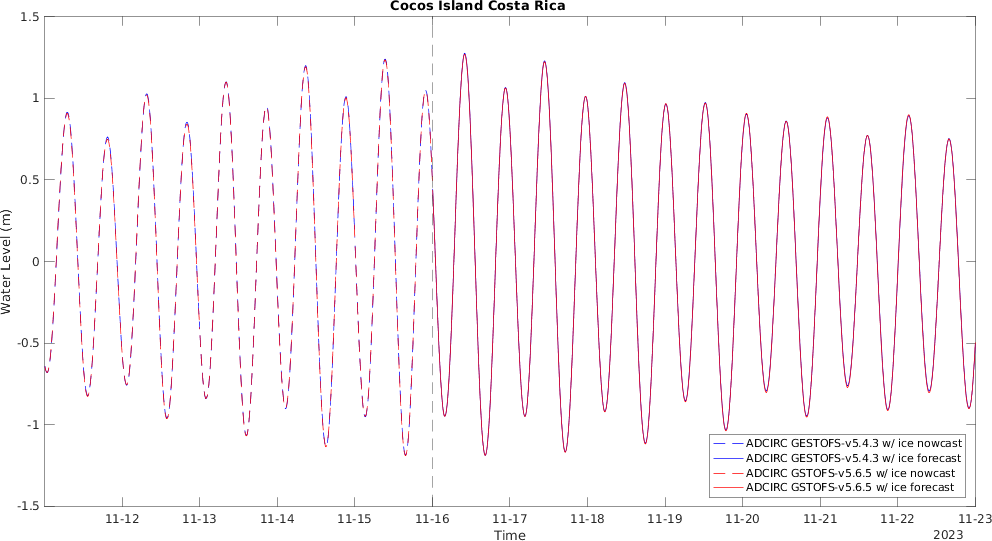 Cocos Island Costa Rica
1.5
1
0.5
0
-0.5
-1
-1.5
Water Level (m)
ADCIRC GESTOFS-v5.4.3 w/ ice nowcast
ADCIRC GESTOFS-v5.4.3 w/ ice forecast
ADCIRC GSTOFS-v5.6.5 w/ ice nowcast
ADCIRC GSTOFS-v5.6.5 w/ ice forecast
11-12 11-13 11-14 11-15 11-16 11-17 11-18 11-19 11-20 11-21 11-22 11-23
Time
2023